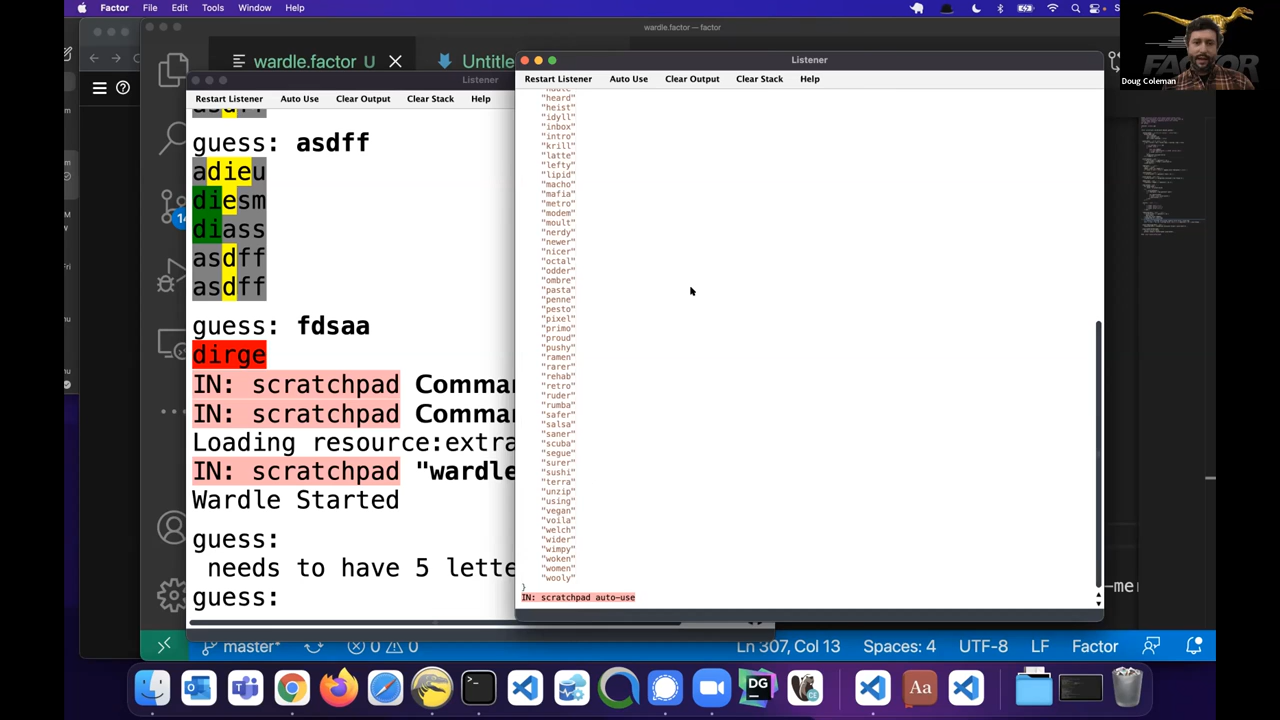 Factor File Edit
wardle.factor — factor
wardle.factor U
Listener
Restart Listener Auto Use Clear Output Clear Stack Help
guess: asdff
adieu
diesm
diass
asdff
asdff
guess: fdsaa
dirge
IN: scratchpad
IN: scratchpad
Loading resource:extra
IN: scratchpad "wardle
Wardle Started
guess:
needs to have 5 lette
guess:
Listener
Restart Listener Auto Use Clear Output Clear Stack Help
"heard"
"heist"
"idyll"
"inbox"
"intro"
"krill"
"latte"
"lefty"
"lipid"
"macho"
"mafia"
"metro"
"modem"
"moult"
"nerdy"
"newer"
"nicer"
"octal"
"odder"
"ombre"
"pasta"
"penne"
"pesto"
"pixel"
"primo"
"proud"
"pushy"
"ramen"
"rarer"
"rehab"
"retro"
"ruder"
"rumba"
"safer"
"salsa"
"saner"
"scuba"
"segue"
"surer"
"sushi"
"terra"
"unzip"
"using"
"vegan"
"voila"
"welch"
"wider"
"wimpy"
"woken"
"women"
"wooly"
}
IN: scratchpad auto-use
FACTOR
Doug Coleman
master* 0 0 Ln 307, Col 13 Spaces: 4 UTF-8 LF Factor
DG
Aa